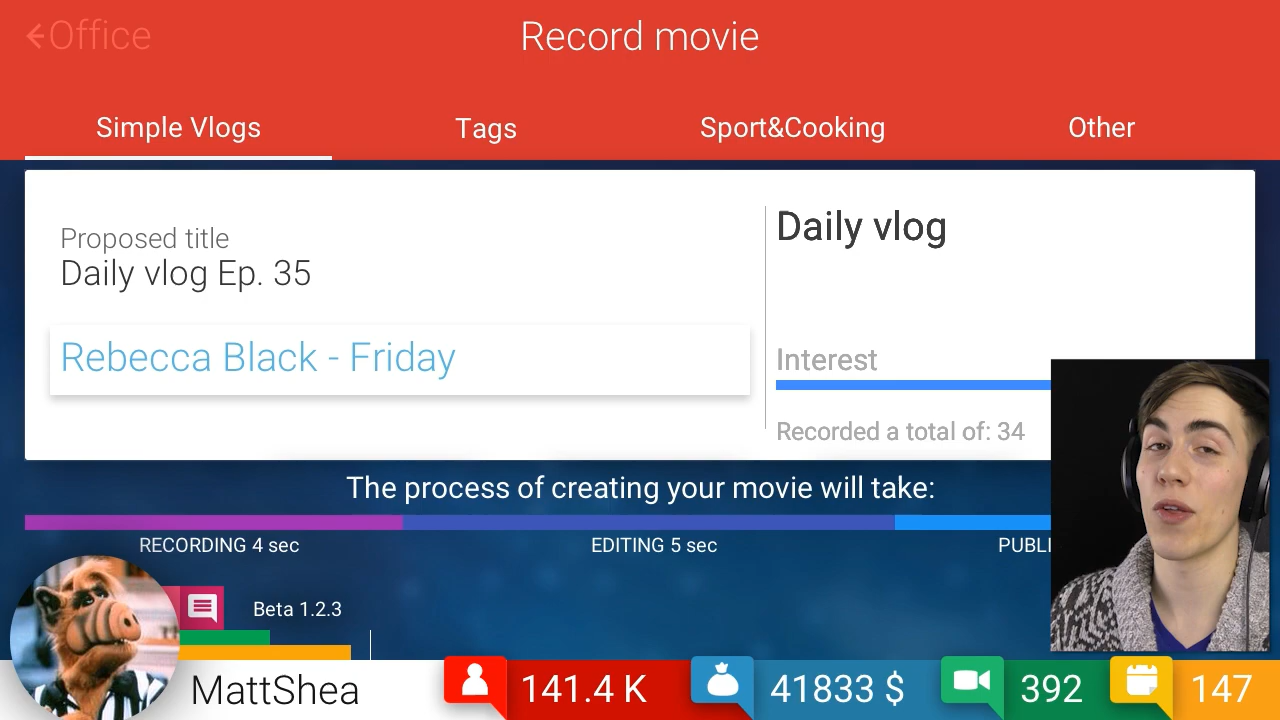 Office
Record movie
Simple Vlogs
Tags
Sport&Cooking
Other
Proposed title
Daily vlog Ep. 35
Rebecca Black - Friday
Daily vlog
Interest
Recorded a total of: 34
The process of creating your movie will take:
RECORDING 4 sec
EDITING 5 sec
PUBLI
Beta 1.2.3
MattShea
141.4 K
41833 $
392
147